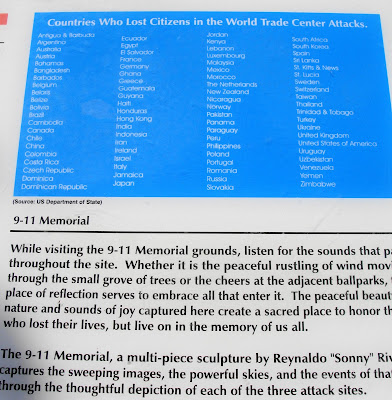 Countries Who Lost Citizens in the World Trade Center Attacks.
Antigua & Barbuda
Argentina
Australia
Austria
Bahamas
Bangladesh
Barbados
Belgium
Belaris
Belize
Bolivia
Brazil
Cambodia
Canada
Chile
China
Colombia
Costa Rica
Czech Republic
Dominica
Dominican Republic
Ecuador
Egypt
El Salvador
France
Germany
Ghana
Greece
Guatemala
Guyana
Haiti
Honduras
Hong Kong
India
Indonesia
Iran
Ireland
Israel
Italy
Jamaica
Japan
Jordan
Kenya
Lebanon
Luxembourg
Malaysia
Mexico
Morocco
The Netherlands
New Zealand
Nicaragua
Norway
Pakistan
Panama
Paraguay
Peru
Philippines
Poland
Portugal
Romania
Russia
Slovakia
South Africa
South Korea
Spain
Sri Lanka
St. Kitts & News
St. Lucia
Sweden
Switzerland
Taiwan
Thailand
Trinidad & Tobago
Turkey
Ukraine
United Kingdom
United States of America
Uruguay
Uzbekistan
Venezuela
Yemen
Zimbabwe
(Source: US Department of State)
9-11 Memorial
While visiting the 9-11 Memorial grounds, listen for the sounds that pa
throughout the site. Whether it is the peaceful rustling of wind movi
through the small grove of trees or the cheers at the adjacent ballparks,
place of reflection serves to embrace all that enter it. The peaceful beaut
nature and sounds of joy captured here create a sacred place to honor th
who lost their lives, but live on in the memory of us all.
The 9-11 Memorial, a multi-piece sculpture by Reynaldo "Sonny" Riv
captures the sweeping images, the powerful skies, and the events of tha
through the thoughtful depiction of each of the three attack sites.